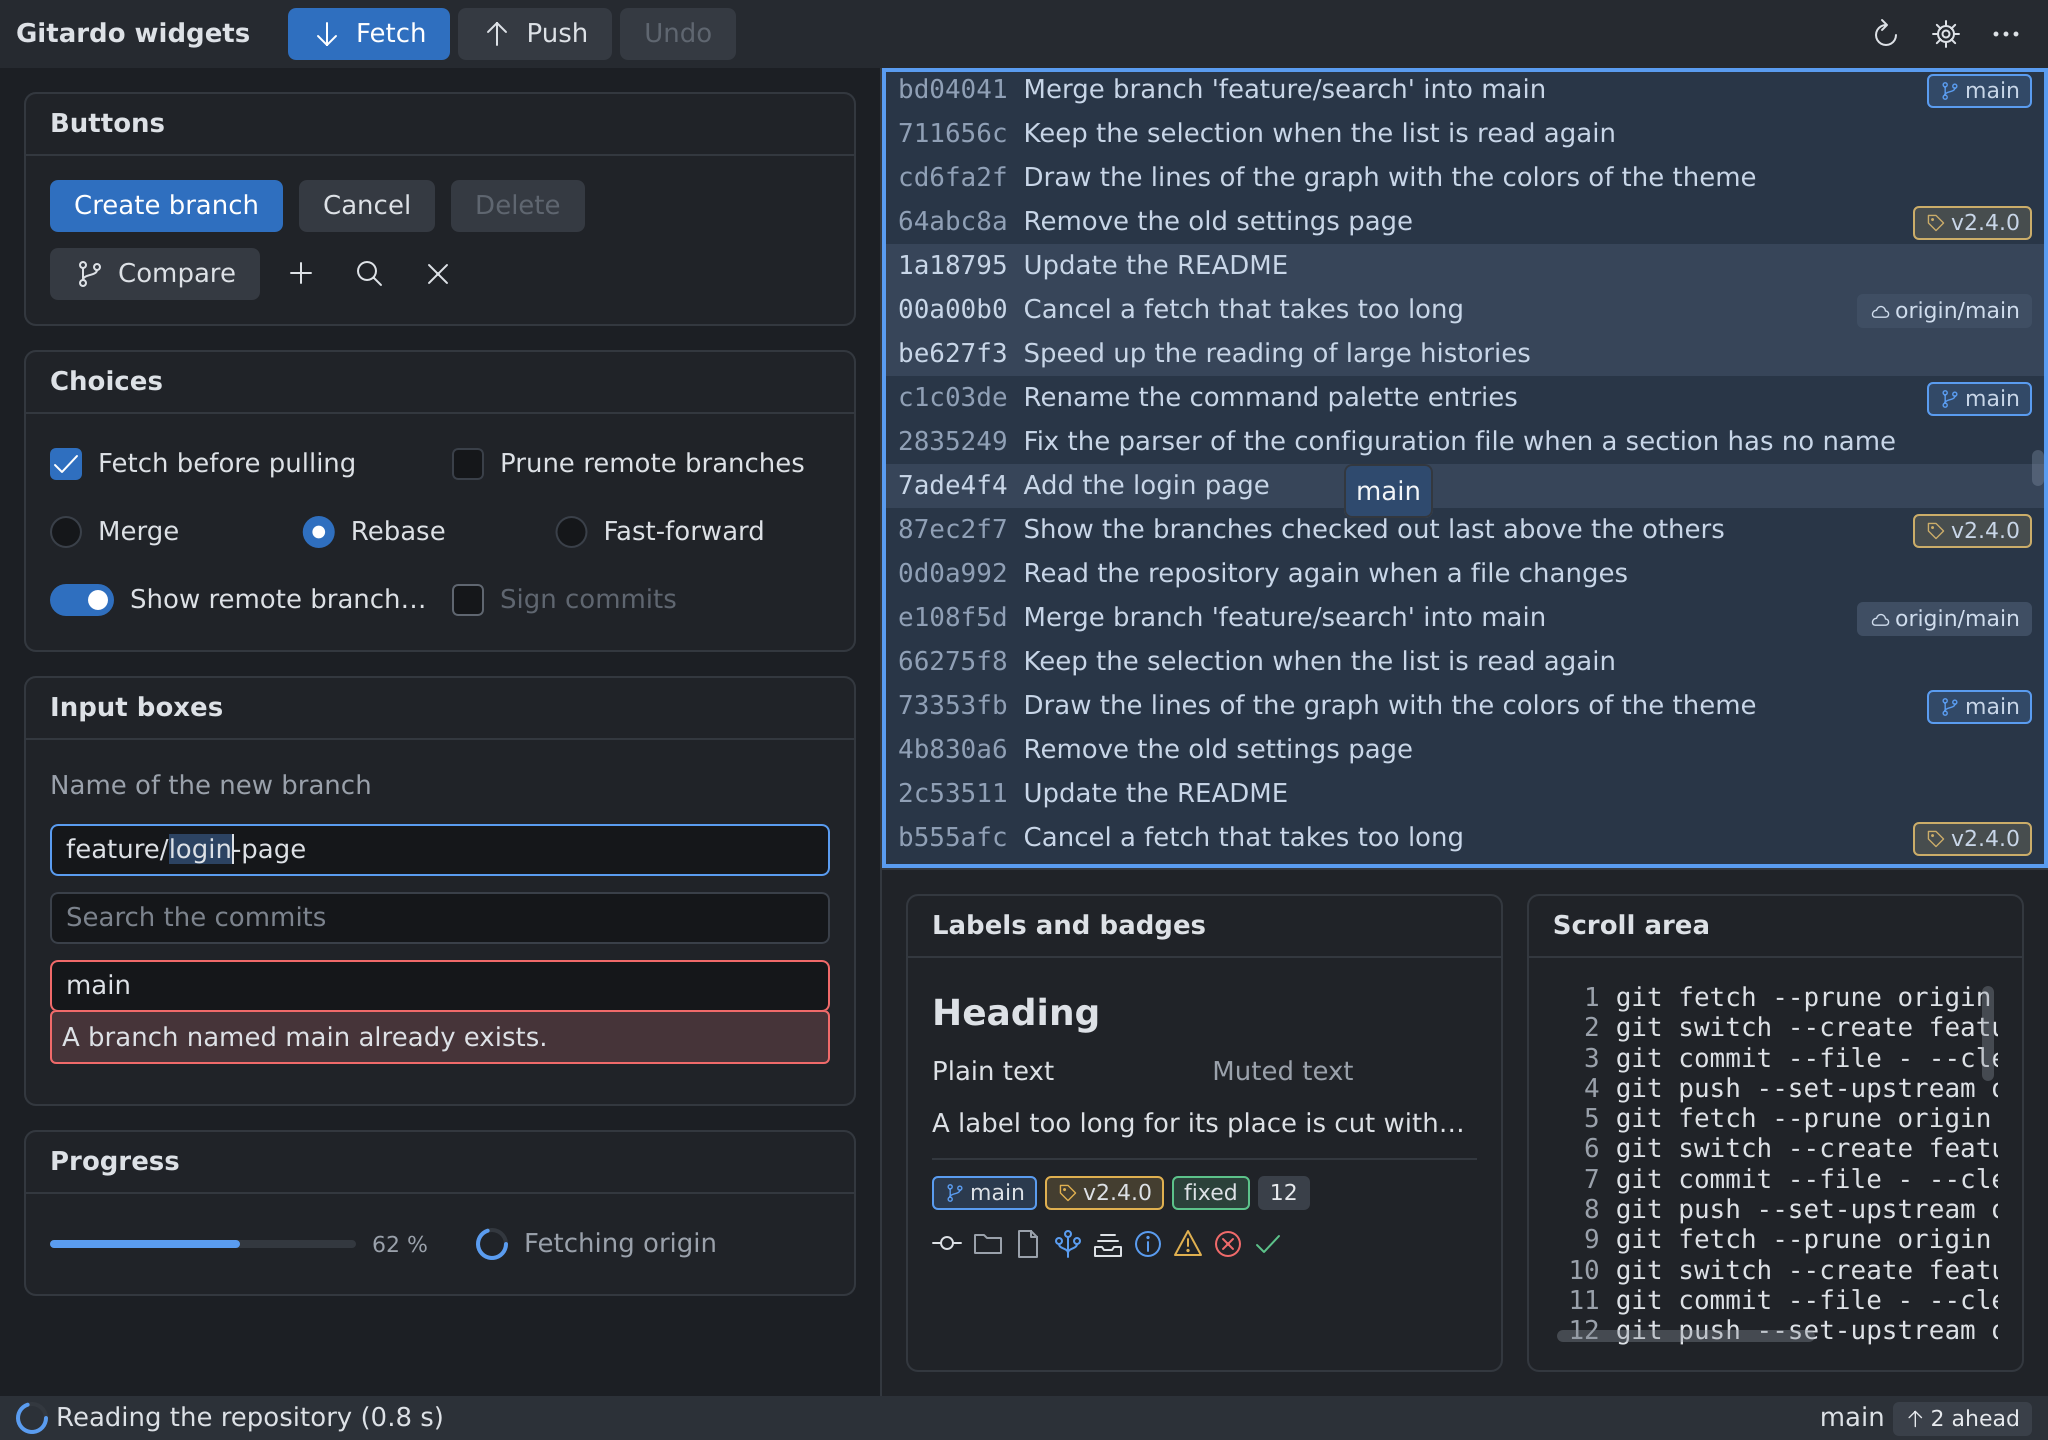 Gitardo widgets
Fetch
Push
Undo
Buttons
Create branch
Cancel
Delete
Compare
Choices
Fetch before pulling
Prune remote branches
Merge
Rebase
Fast-forward
Show remote branch…
Sign commits
Input boxes
Name of the new branch
feature/login-page
Search the commits
main
A branch named main already exists.
Progress
62 %
Fetching origin
bd04041 Merge branch 'feature/search' into main main
711656c Keep the selection when the list is read again
cd6fa2f Draw the lines of the graph with the colors of the theme
64abc8a Remove the old settings page v2.4.0
1a18795 Update the README
00a00b0 Cancel a fetch that takes too long origin/main
be627f3 Speed up the reading of large histories
c1c03de Rename the command palette entries main
2835249 Fix the parser of the configuration file when a section has no name
7ade4f4 Add the login page
main
87ec2f7 Show the branches checked out last above the others v2.4.0
0d0a992 Read the repository again when a file changes
e108f5d Merge branch 'feature/search' into main origin/main
66275f8 Keep the selection when the list is read again
73353fb Draw the lines of the graph with the colors of the theme main
4b830a6 Remove the old settings page
2c53511 Update the README
b555afc Cancel a fetch that takes too long v2.4.0
Labels and badges
Heading
Plain text
Muted text
A label too long for its place is cut with…
main v2.4.0 fixed 12
Scroll area
1 git fetch --prune origin
2 git switch --create featu
3 git commit --file - --cle
4 git push --set-upstream o
5 git fetch --prune origin
6 git switch --create featu
7 git commit --file - --cle
8 git push --set-upstream o
9 git fetch --prune origin
10 git switch --create featu
11 git commit --file - --cle
12 git push --set-upstream o
Reading the repository (0.8 s)
main
2 ahead